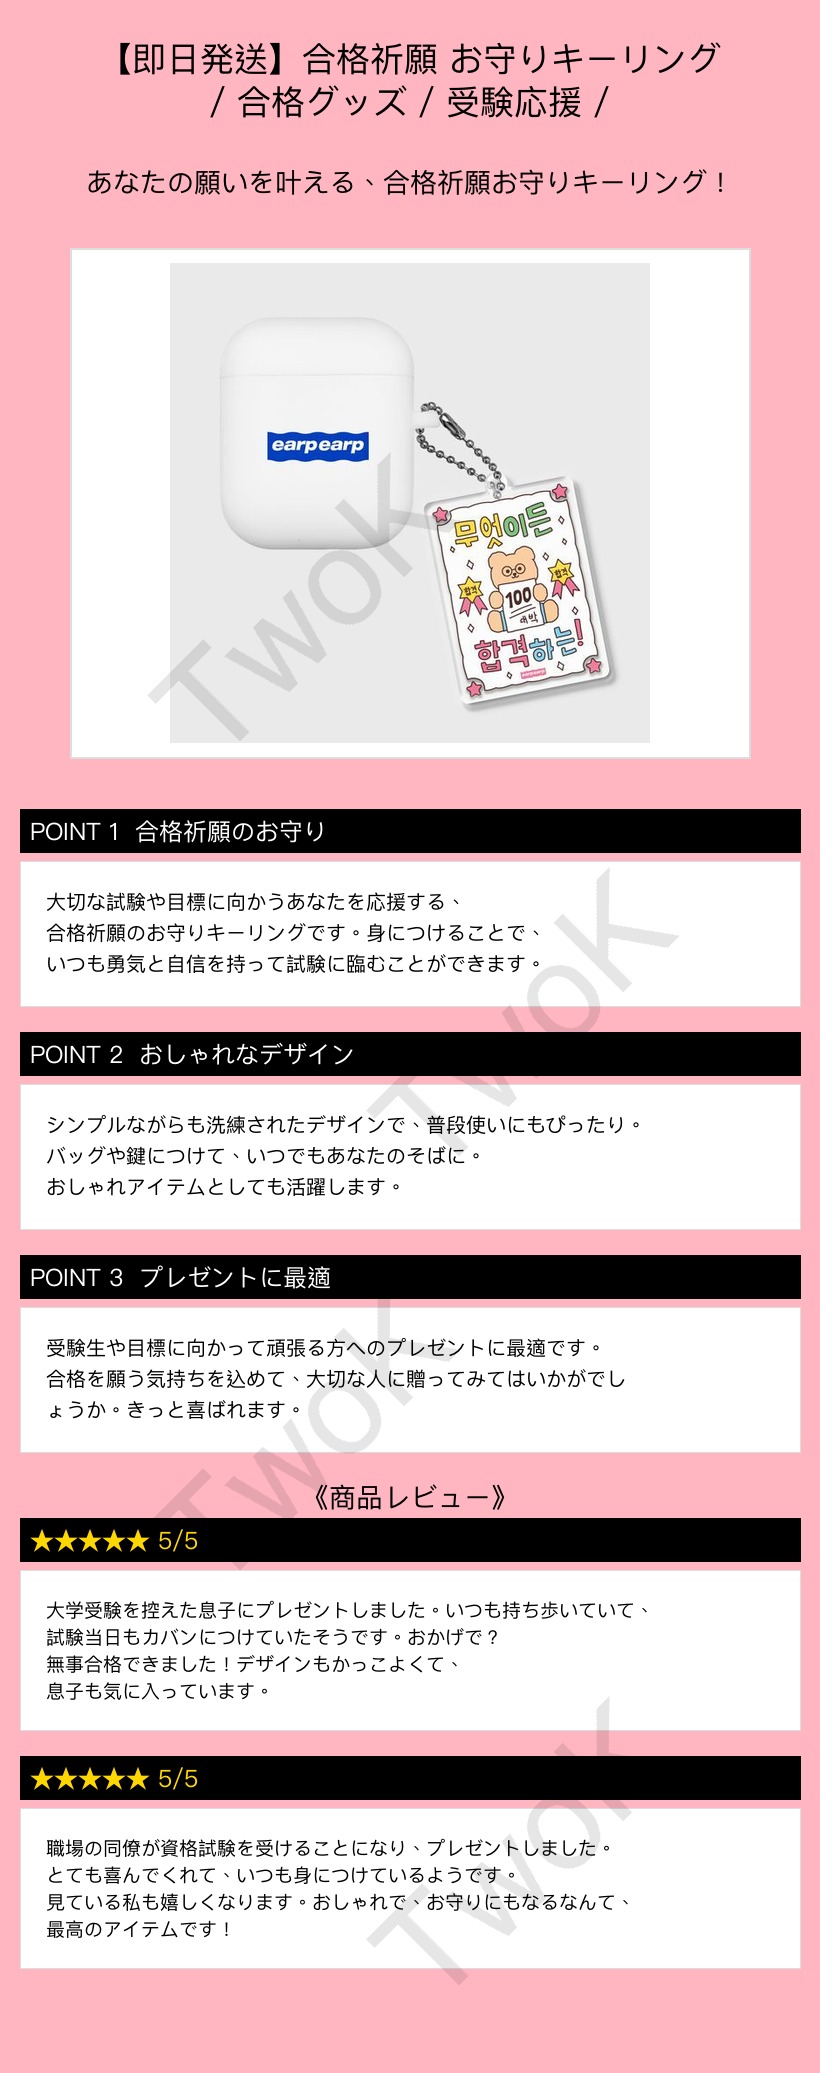 【即日発送】合格祈願 お守りキーリング
/ 合格グッズ / 受験応援 /
あなたの願いを叶える、合格祈願お守りキーリング！
earpearp
무엇이든
합격
합격
100
대박
합격하는!
earpearp
TwoK
POINT 1 合格祈願のお守り
大切な試験や目標に向かうあなたを応援する、
合格祈願のお守りキーリングです。身につけることで、
いつも勇気と自信を持って試験に臨むことができます。
TwoK
POINT 2 おしゃれなデザイン
シンプルながらも洗練されたデザインで、普段使いにもぴったり。
バッグや鍵につけて、いつでもあなたのそばに。
おしゃれアイテムとしても活躍します。
POINT 3 プレゼントに最適
受験生や目標に向かって頑張る方へのプレゼントに最適です。
合格を願う気持ちを込めて、大切な人に贈ってみてはいかがでし
ょうか。きっと喜ばれます。
TwoK
《商品レビュー》
★★★★★ 5/5
大学受験を控えた息子にプレゼントしました。いつも持ち歩いていて、
試験当日もカバンにつけていたそうです。おかげで？
無事合格できました！デザインもかっこよくて、
息子も気に入っています。
★★★★★ 5/5
職場の同僚が資格試験を受けることになり、プレゼントしました。
とても喜んでくれて、いつも身につけているようです。
見ている私も嬉しくなります。おしゃれで、お守りにもなるなんて、
最高のアイテムです！
TwoK